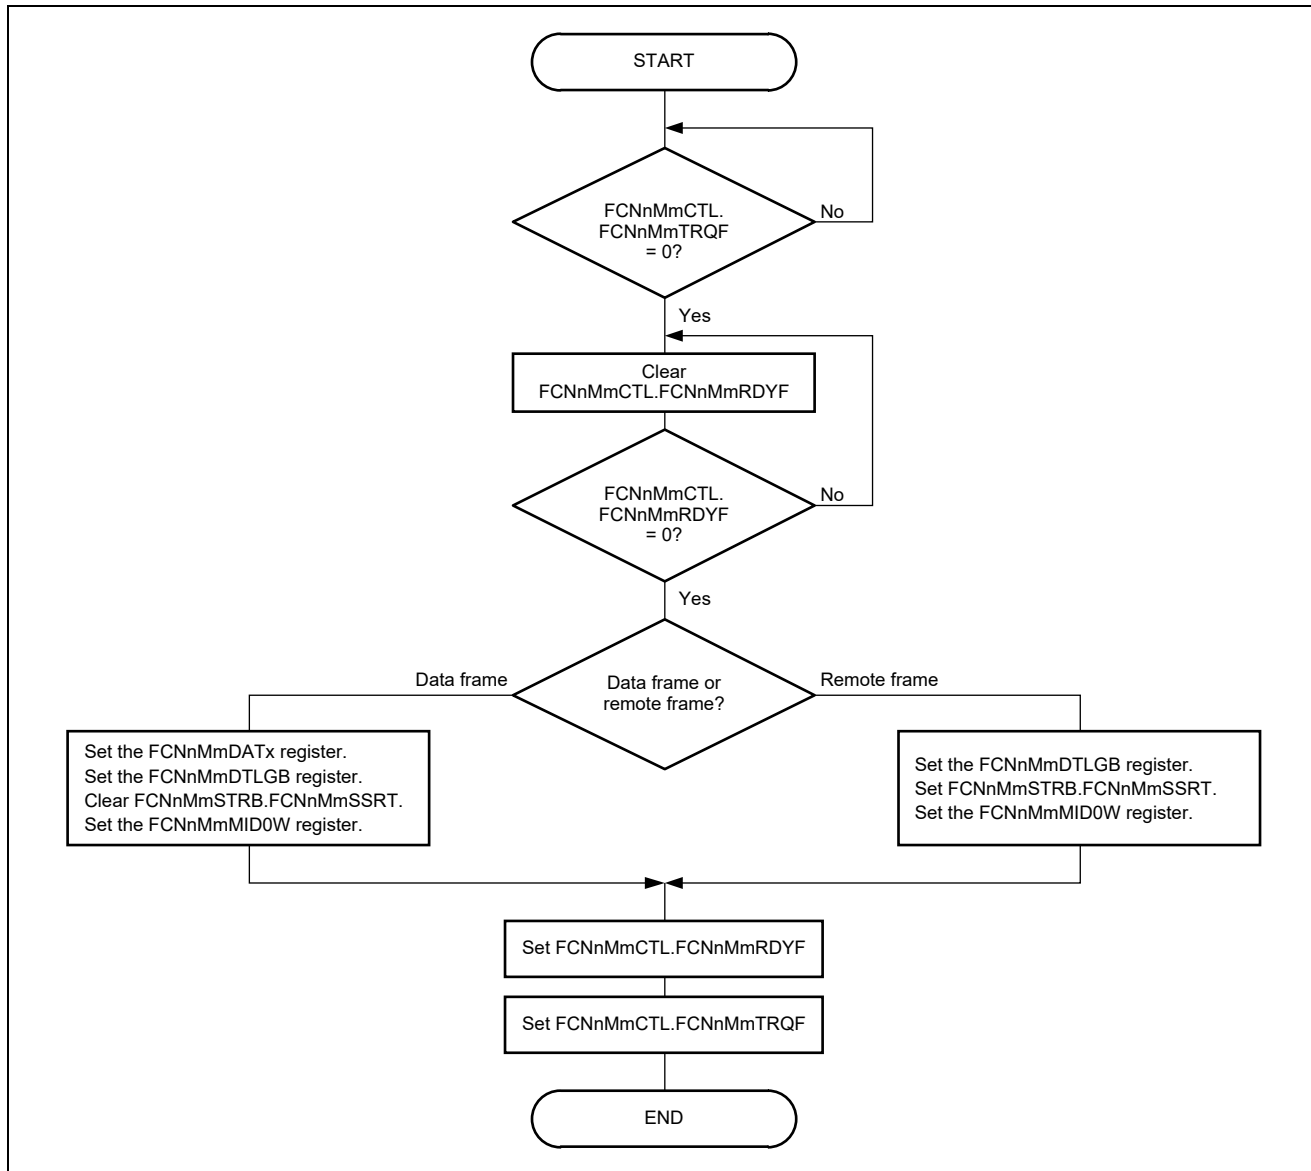 START
FCNnMmCTL.
FCNnMmTRQF
= 0?
No
Yes
Clear
FCNnMmCTL.FCNnMmRDYF
FCNnMmCTL.
FCNnMmRDYF
= 0?
No
Yes
Data frame
Data frame or
remote frame?
Remote frame
Set the FCNnMmDATx register.
Set the FCNnMmDTLGB register.
Clear FCNnMmSTRB.FCNnMmSSRT.
Set the FCNnMmMID0W register.
Set the FCNnMmDTLGB register.
Set FCNnMmSTRB.FCNnMmSSRT.
Set the FCNnMmMID0W register.
Set FCNnMmCTL.FCNnMmRDYF
Set FCNnMmCTL.FCNnMmTRQF
END